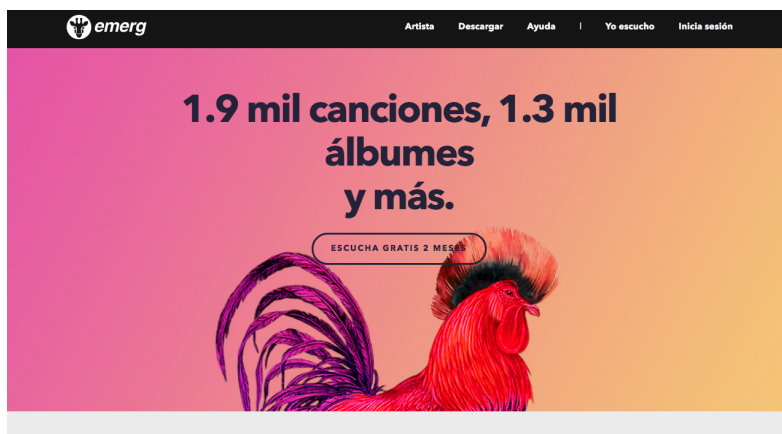 emerg
Artista Descargar Ayuda | Yo escucho Inicia sesión
1.9 mil canciones, 1.3 mil
álbumes
y más.
ESCUCHA GRATIS 2 MESES